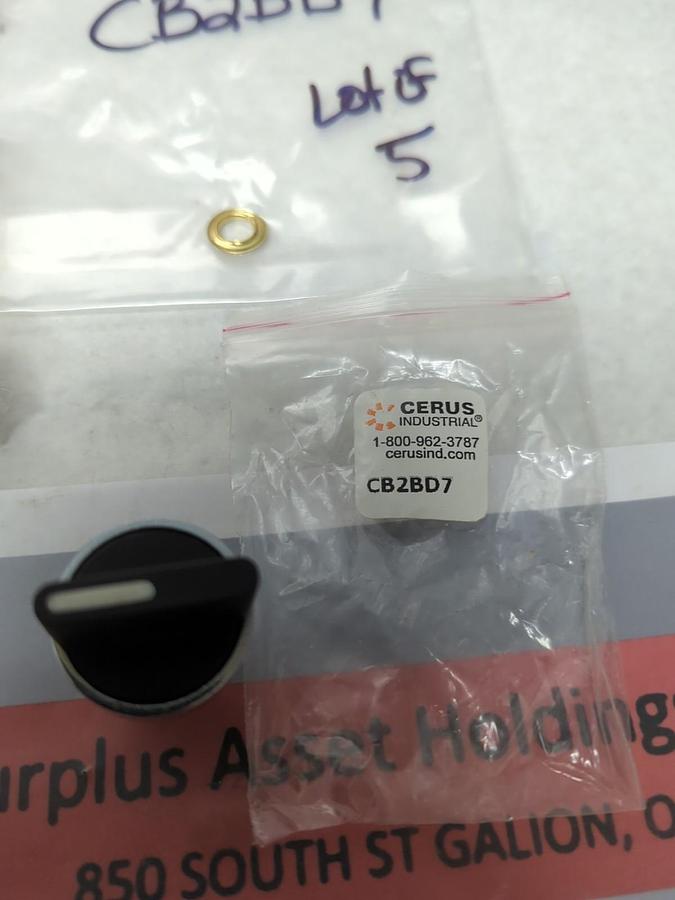 CB2BD7
Lot of
5
CERUS
INDUSTRIAL®
1-800-962-3787
cerusind.com
CB2BD7
urplus Asset Holding
850 SOUTH ST GALION, O